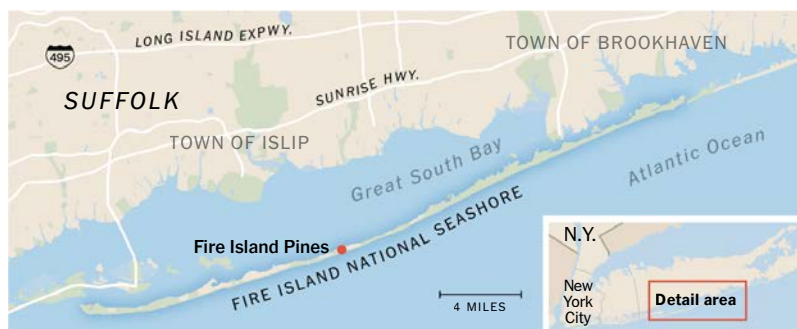 LONG ISLAND EXPWY.
495
TOWN OF BROOKHAVEN
SUFFOLK
SUNRISE HWY.
TOWN OF ISLIP
Great South Bay
Atlantic Ocean
Fire Island Pines
FIRE ISLAND NATIONAL SEASHORE
4 MILES
N.Y.
New
York
City
Detail area